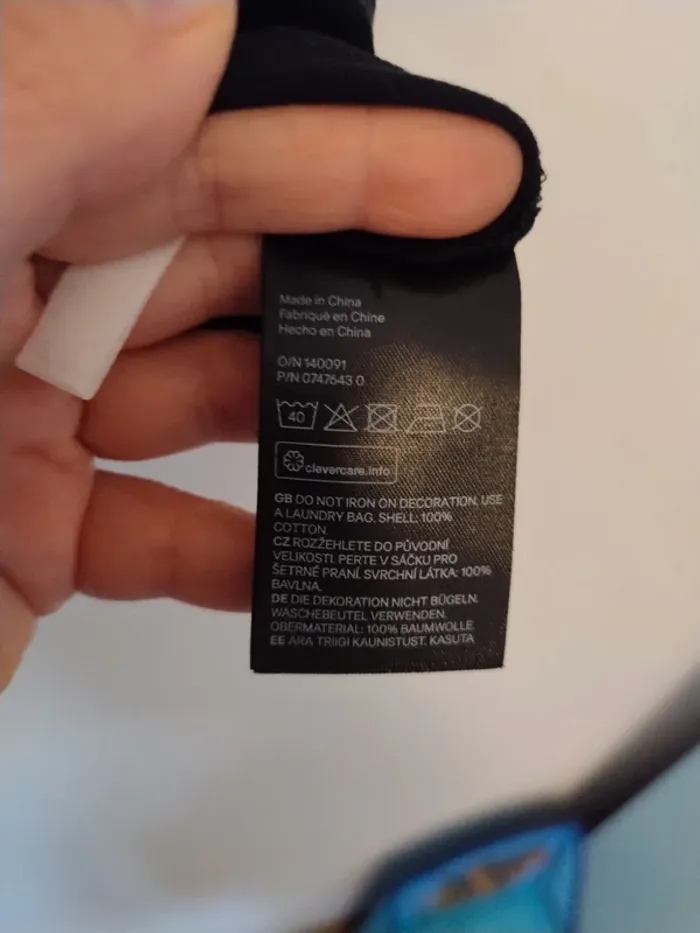 Made in China
Fabriqué en Chine
Hecho en China
O/N 140091
P/N 0747643 0
40
clevercare.info
GB DO NOT IRON ON DECORATION. USE
A LAUNDRY BAG. SHELL: 100%
COTTON
CZ ROZŽEHLETE DO PŮVODNÍ
VELIKOSTI. PERTE V SÁČKU PRO
ŠETRNÉ PRANÍ. SVRCHNÍ LÁTKA: 100%
BAVLNA.
DE DIE DEKORATION NICHT BÜGELN.
WASCHEBEUTEL VERWENDEN.
OBERMATERIAL: 100% BAUMWOLLE
EE ÄRA TRIIGI KAUNISTUST. KASUTA